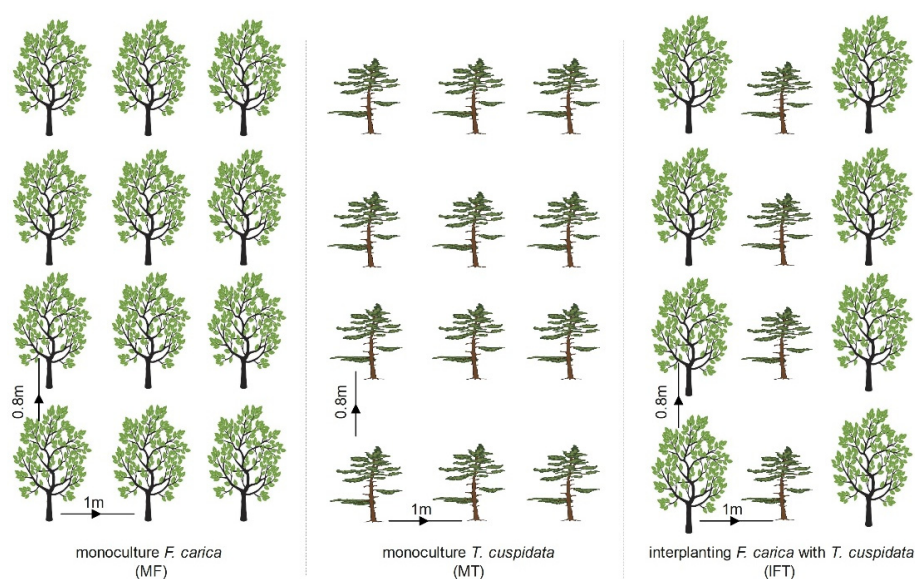 0.8m
1m
monoculture F. carica
(MF)
0.8m
1m
monoculture T. cuspidata
(MT)
0.8m
1m
interplanting F. carica with T. cuspidata
(IFT)